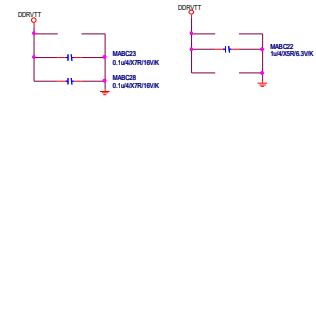 DDRVTT
MABC23
0.1u/4/X7R/16V/K
MABC28
0.1u/4/X7R/16V/K
DDRVTT
MABC22
1u/4/X5R/6.3V/K